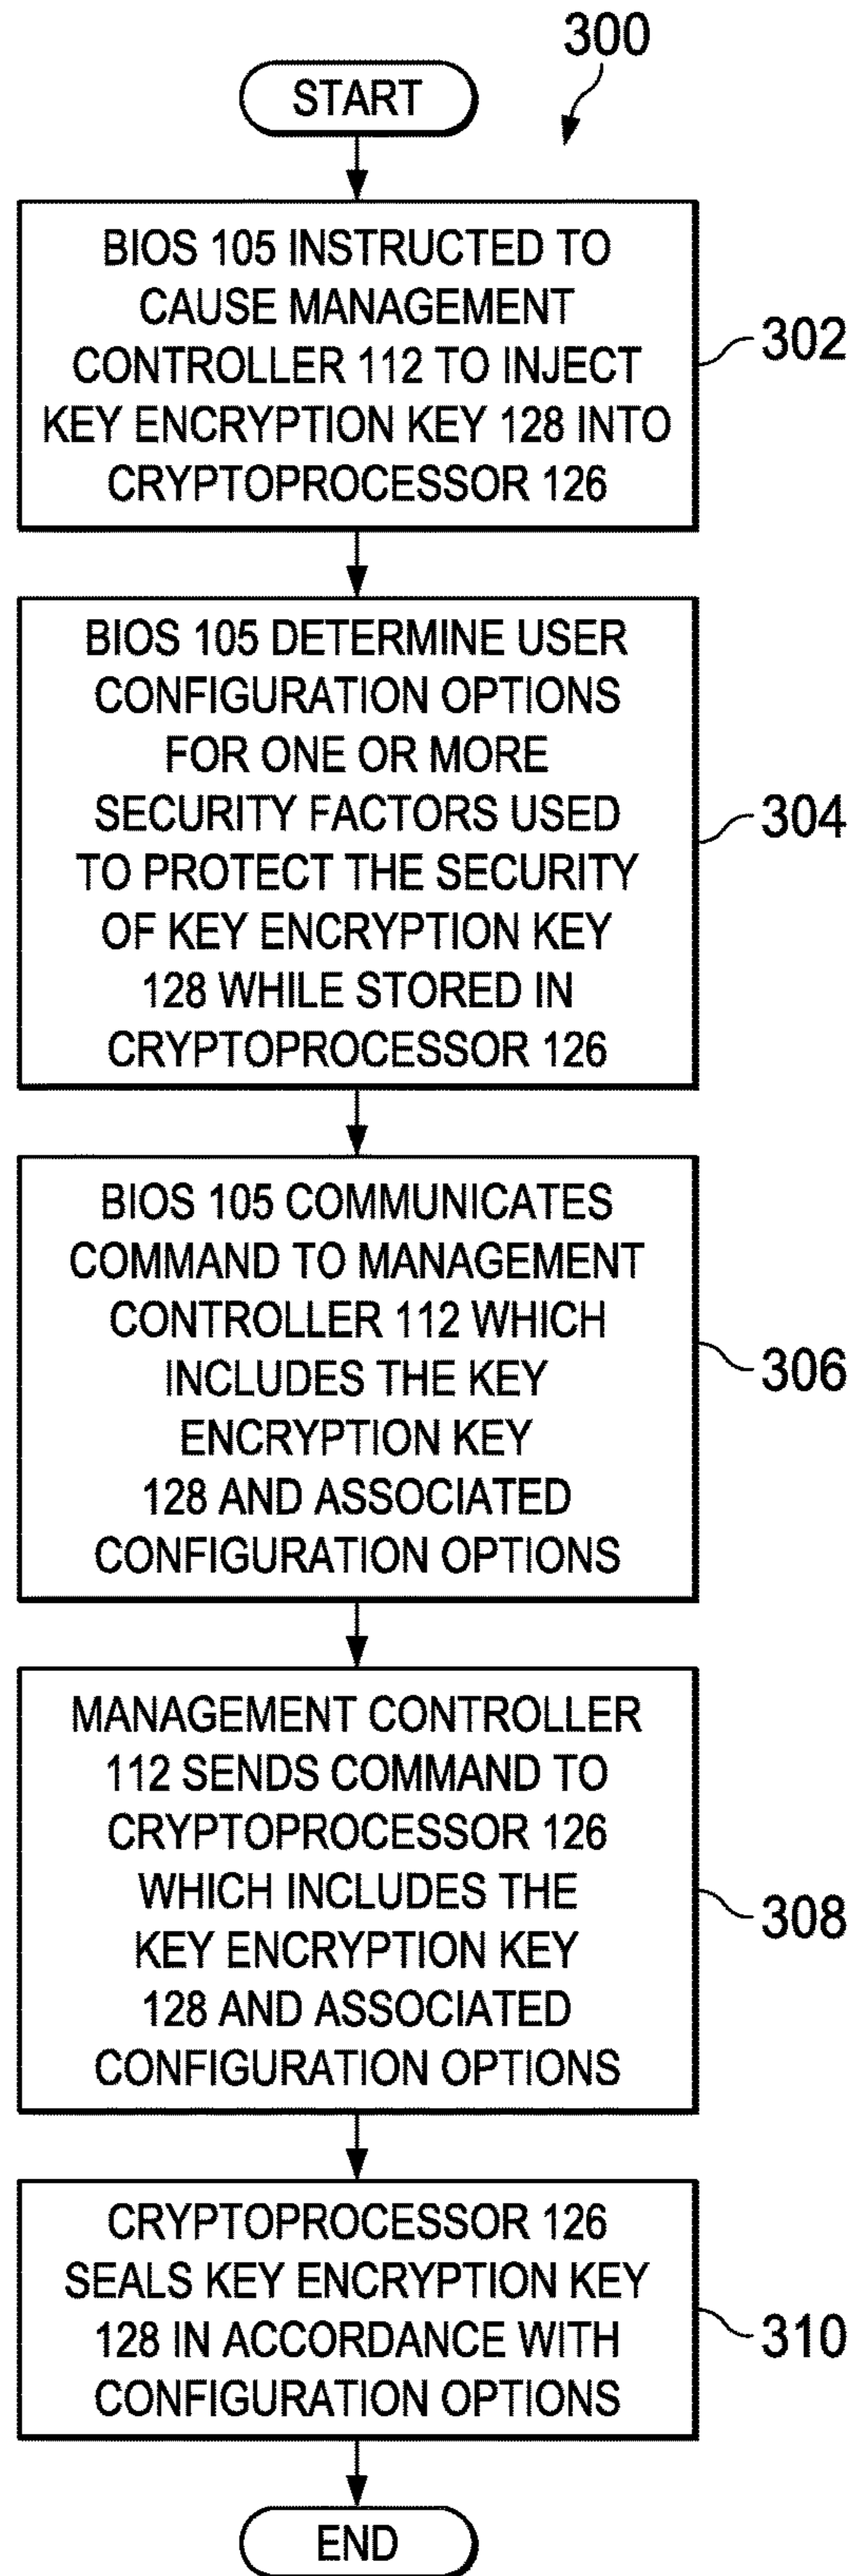 300
START
BIOS 105 INSTRUCTED TO
CAUSE MANAGEMENT
CONTROLLER 112 TO INJECT
KEY ENCRYPTION KEY 128 INTO
CRYPTOPROCESSOR 126
302
BIOS 105 DETERMINE USER
CONFIGURATION OPTIONS
FOR ONE OR MORE
SECURITY FACTORS USED
TO PROTECT THE SECURITY
OF KEY ENCRYPTION KEY
128 WHILE STORED IN
CRYPTOPROCESSOR 126
304
BIOS 105 COMMUNICATES
COMMAND TO MANAGEMENT
CONTROLLER 112 WHICH
INCLUDES THE KEY
ENCRYPTION KEY
128 AND ASSOCIATED
CONFIGURATION OPTIONS
306
MANAGEMENT CONTROLLER
112 SENDS COMMAND TO
CRYPTOPROCESSOR 126
WHICH INCLUDES THE
KEY ENCRYPTION KEY
128 AND ASSOCIATED
CONFIGURATION OPTIONS
308
CRYPTOPROCESSOR 126
SEALS KEY ENCRYPTION KEY
128 IN ACCORDANCE WITH
CONFIGURATION OPTIONS
310
END